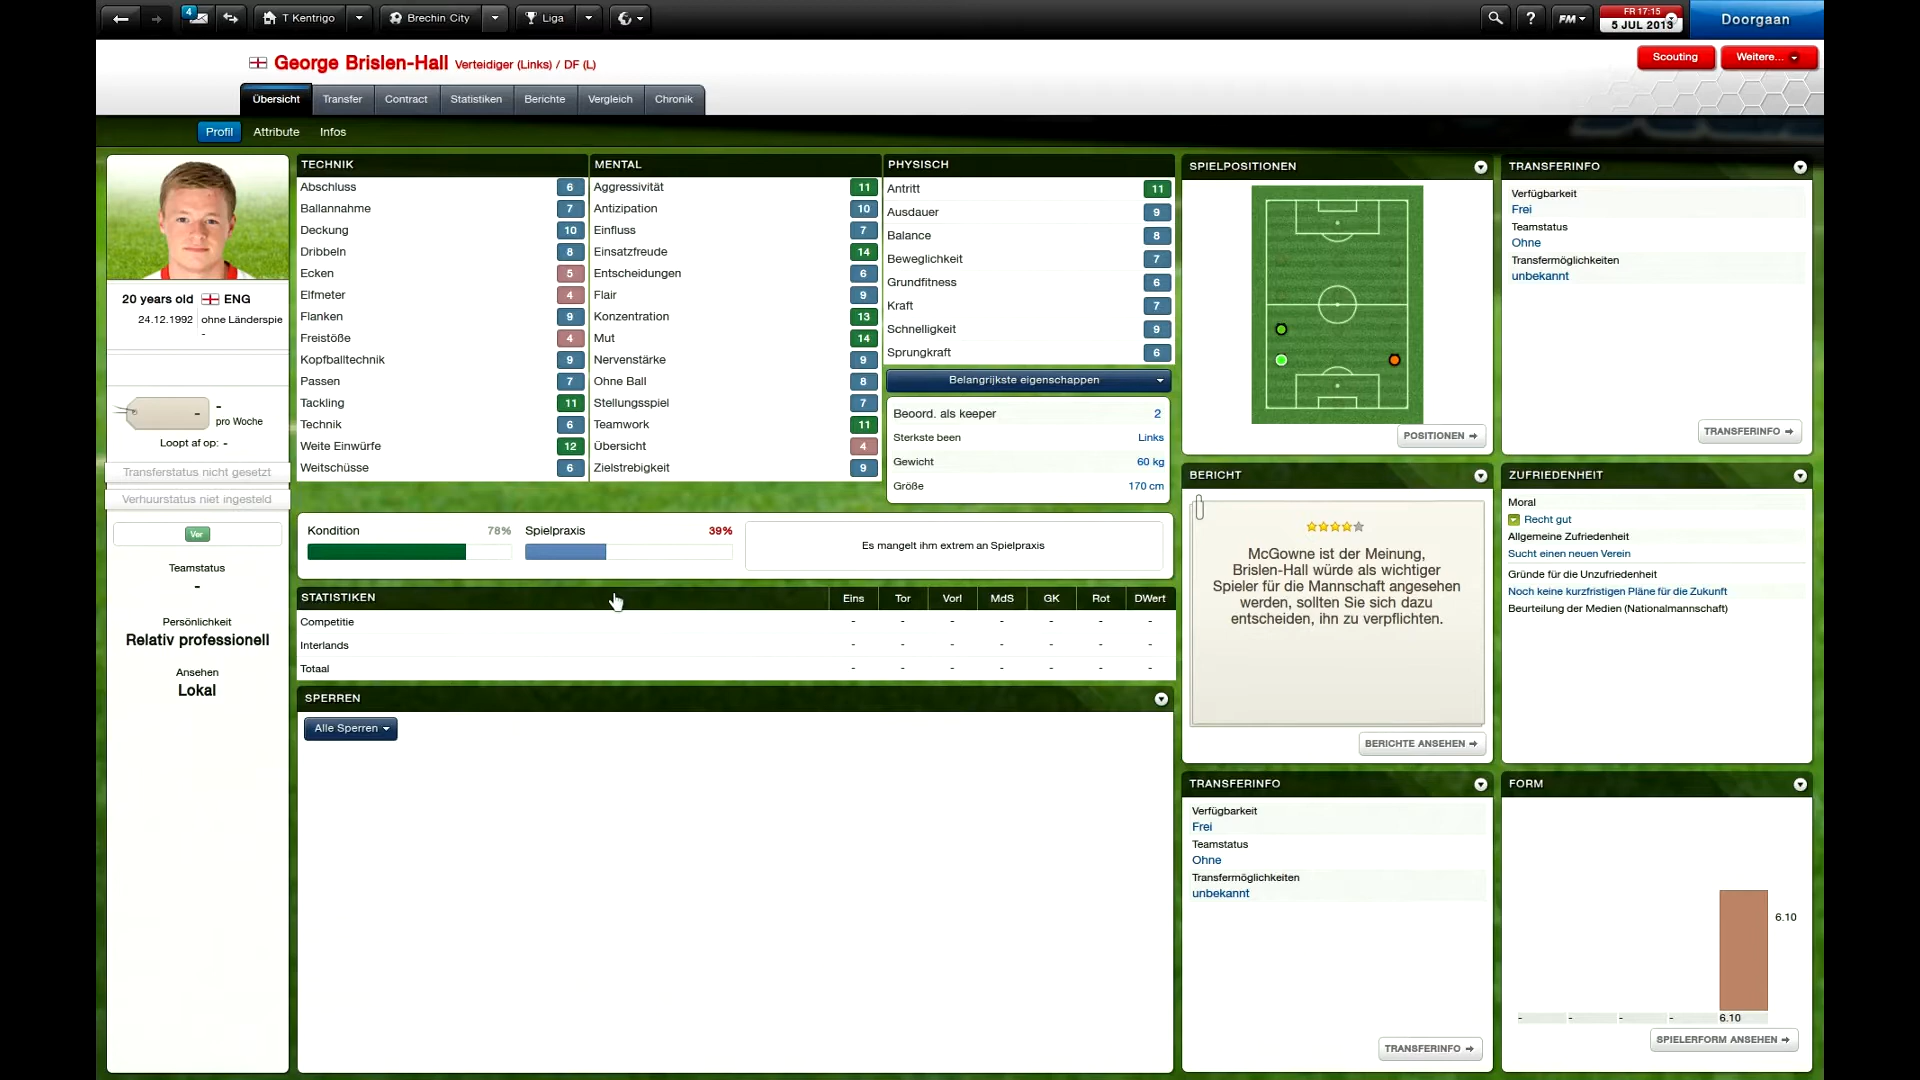 4
T Kentrigo
Brechin City
Liga
?
FM
FR 17:15
5 JUL 2013
Doorgaan
George Brislen-Hall Verteidiger (Links) / DF (L)
Scouting
Weitere...
Übersicht
Transfer
Contract
Statistiken
Berichte
Vergleich
Chronik
Profil
Attribute
Infos
20 years old ENG
24.12.1992 ohne Länderspie
-
- -
pro Woche
Loopt af op: -
Transferstatus nicht gesetzt
Verhuurstatus niet ingesteld
Ver
Teamstatus
-
Persönlichkeit
Relativ professionell
Ansehen
Lokal
TECHNIK
Abschluss 6
Ballannahme 7
Deckung 10
Dribbeln 8
Ecken 5
Elfmeter 4
Flanken 9
Freistöße 4
Kopfballtechnik 9
Passen 7
Tackling 11
Technik 6
Weite Einwürfe 12
Weitschüsse 6
MENTAL
Aggressivität 11
Antizipation 10
Einfluss 7
Einsatzfreude 14
Entscheidungen 6
Flair 9
Konzentration 13
Mut 14
Nervenstärke 9
Ohne Ball 8
Stellungsspiel 7
Teamwork 11
Übersicht 4
Zielstrebigkeit 9
PHYSISCH
Antritt 11
Ausdauer 9
Balance 8
Beweglichkeit 7
Grundfitness 6
Kraft 7
Schnelligkeit 9
Sprungkraft 6
Belangrijkste eigenschappen
Beoord. als keeper 2
Sterkste been Links
Gewicht 60 kg
Größe 170 cm
Kondition 78%
Spielpraxis 39%
Es mangelt ihm extrem an Spielpraxis
STATISTIKEN Eins Tor Vorl MdS GK Rot DWert
Competitie - - - - - - -
Interlands - - - - - - -
Totaal - - - - - - -
SPERREN
Alle Sperren
SPIELPOSITIONEN
POSITIONEN
TRANSFERINFO
Verfügbarkeit
Frei
Teamstatus
Ohne
Transfermöglichkeiten
unbekannt
TRANSFERINFO
BERICHT
McGowne ist der Meinung,
Brislen-Hall würde als wichtiger
Spieler für die Mannschaft angesehen
werden, sollten Sie sich dazu
entscheiden, ihn zu verpflichten.
BERICHTE ANSEHEN
ZUFRIEDENHEIT
Moral
Recht gut
Allgemeine Zufriedenheit
Sucht einen neuen Verein
Gründe für die Unzufriedenheit
Noch keine kurzfristigen Pläne für die Zukunft
Beurteilung der Medien (Nationalmannschaft)
TRANSFERINFO
Verfügbarkeit
Frei
Teamstatus
Ohne
Transfermöglichkeiten
unbekannt
TRANSFERINFO
FORM
6.10
- - - - 6.10
SPIELERFORM ANSEHEN